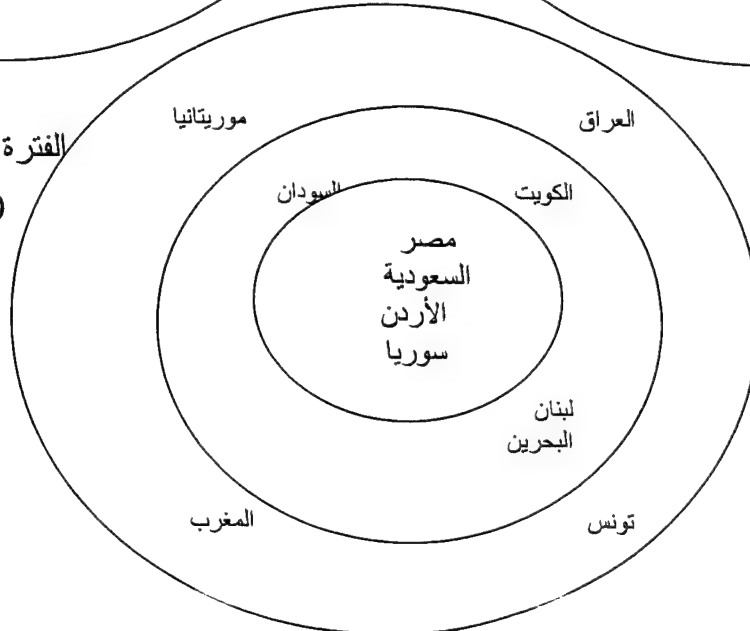 العراق
موريتانيا
الفترة
الكويت
السودان
مصر
السعودية
الأردن
سوريا
لبنان
البحرين
تونس
المغرب